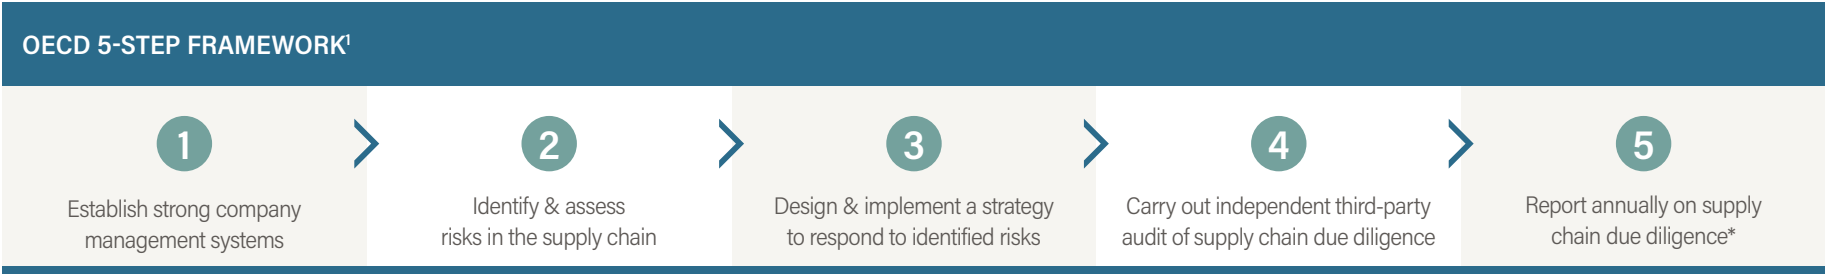 OECD 5-STEP FRAMEWORK¹
1
Establish strong company
management systems
2
Identify & assess
risks in the supply chain
3
Design & implement a strategy
to respond to identified risks
4
Carry out independent third-party
audit of supply chain due diligence
5
Report annually on supply
chain due diligence*